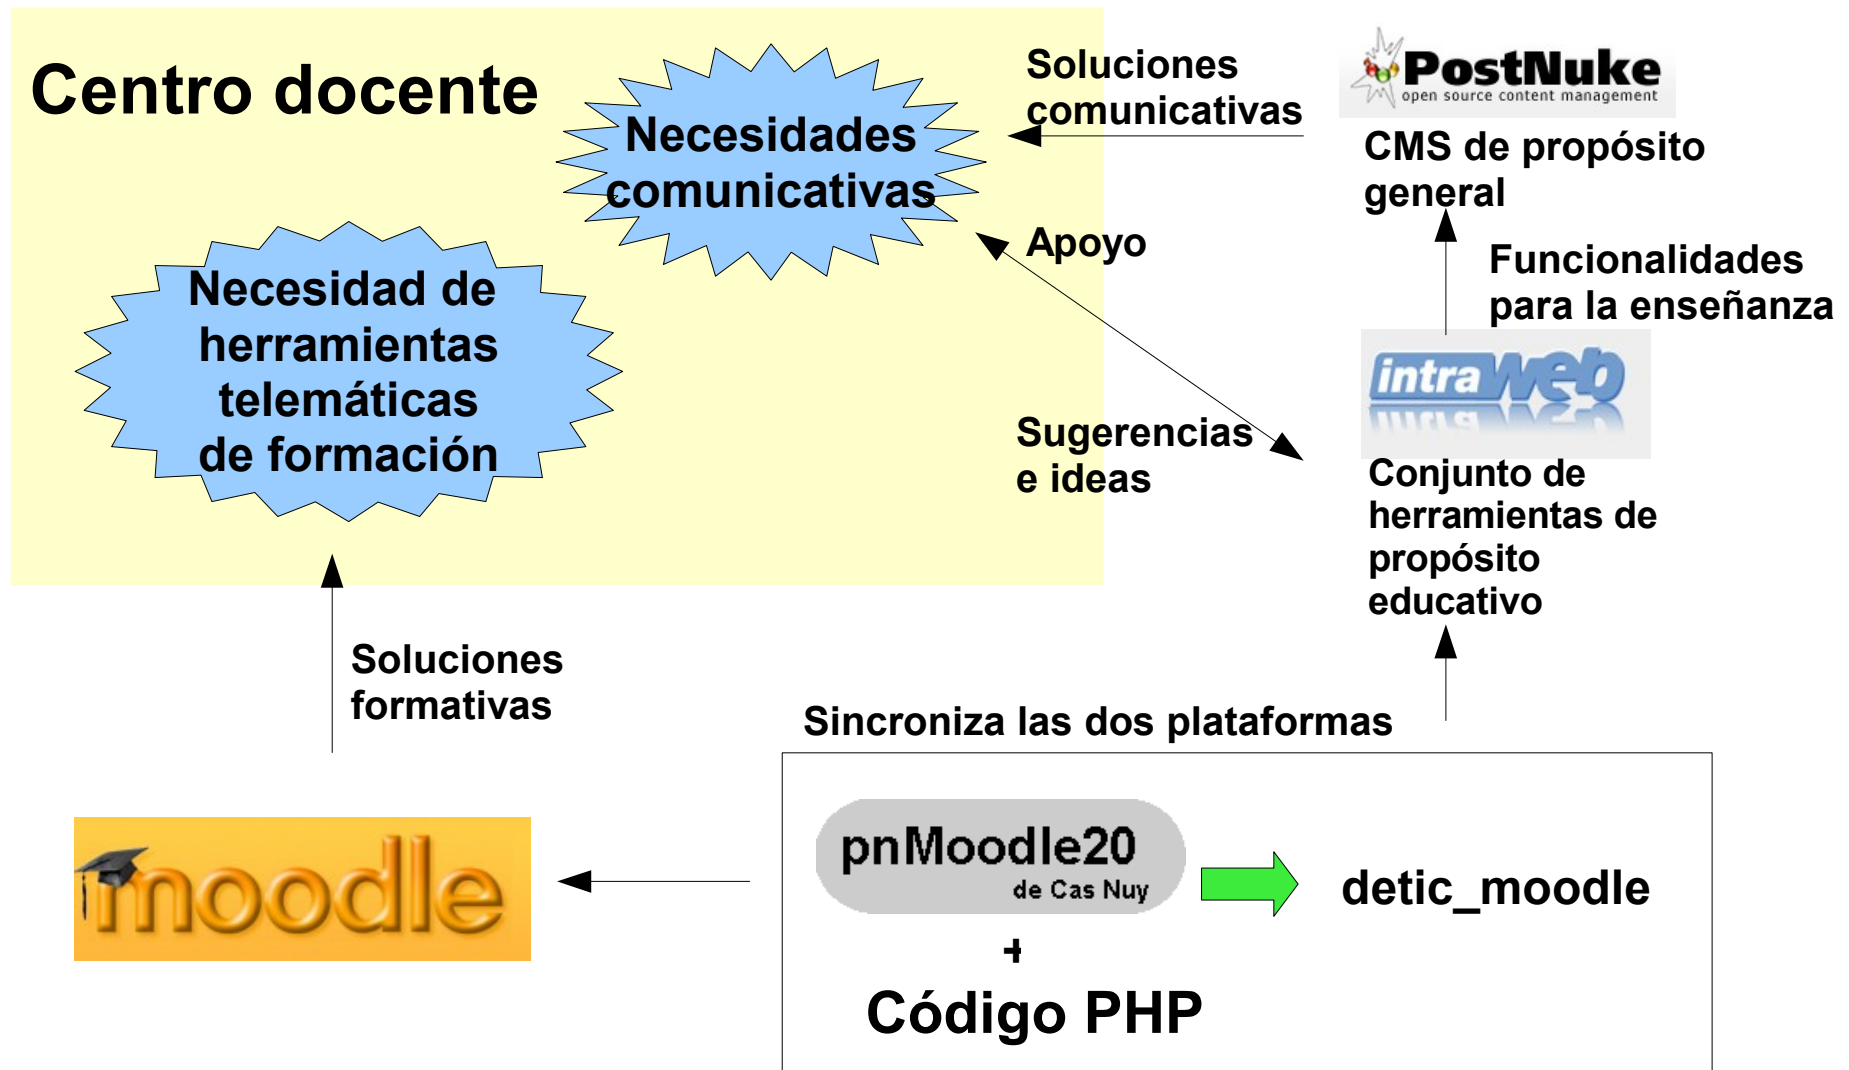 Centro docente
Necesidades
comunicativas
Soluciones
comunicativas
PostNuke
open source content management
CMS de propósito
general
Apoyo
Funcionalidades
para la enseñanza
Necesidad de
herramientas
telemáticas
de formación
intraweb
Sugerencias
e ideas
Conjunto de
herramientas de
propósito
educativo
Soluciones
formativas
Sincroniza las dos plataformas
moodle
pnMoodle20
de Cas Nuy
detic_moodle
+
Código PHP